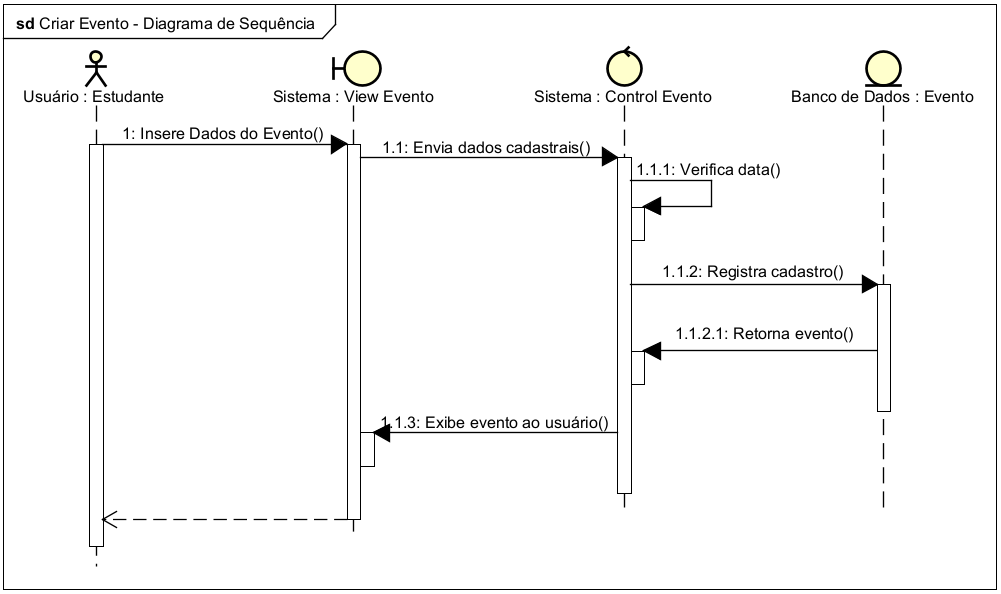 sd Criar Evento - Diagrama de Sequência
Usuário : Estudante
Sistema : View Evento
Sistema : Control Evento
Banco de Dados : Evento
1: Insere Dados do Evento()
1.1: Envia dados cadastrais()
1.1.1: Verifica data()
1.1.2: Registra cadastro()
1.1.2.1: Retorna evento()
1.1.3: Exibe evento ao usuário()